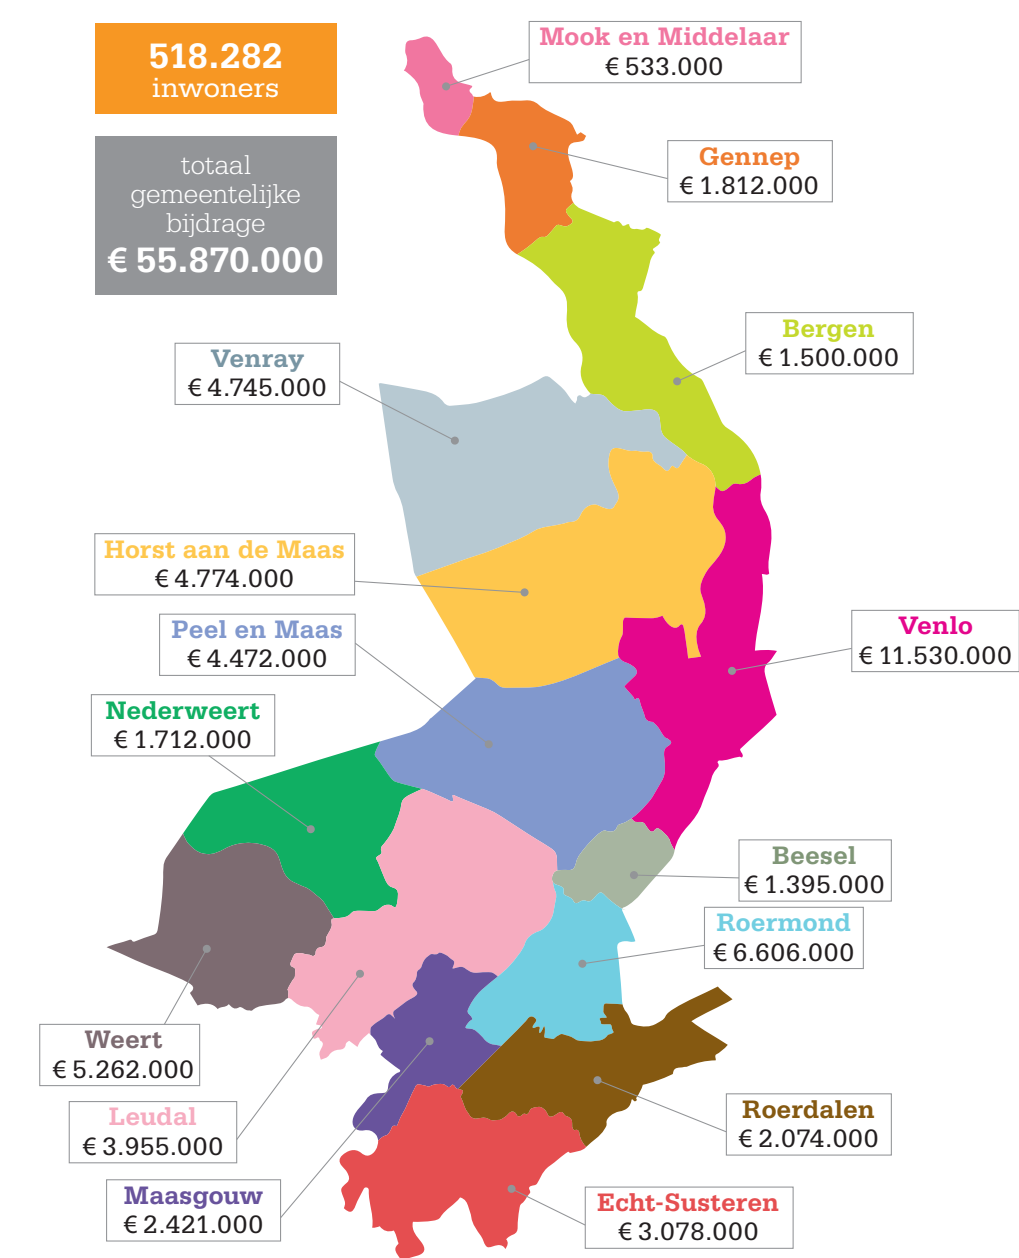 518.282
inwoners
totaal
gemeentelijke
bijdrage
€ 55.870.000
Mook en Middelaar
€ 533.000
Gennep
€ 1.812.000
Bergen
€ 1.500.000
Venray
€ 4.745.000
Horst aan de Maas
€ 4.774.000
Peel en Maas
€ 4.472.000
Venlo
€ 11.530.000
Nederweert
€ 1.712.000
Beesel
€ 1.395.000
Roermond
€ 6.606.000
Weert
€ 5.262.000
Leudal
€ 3.955.000
Roerdalen
€ 2.074.000
Maasgouw
€ 2.421.000
Echt-Susteren
€ 3.078.000